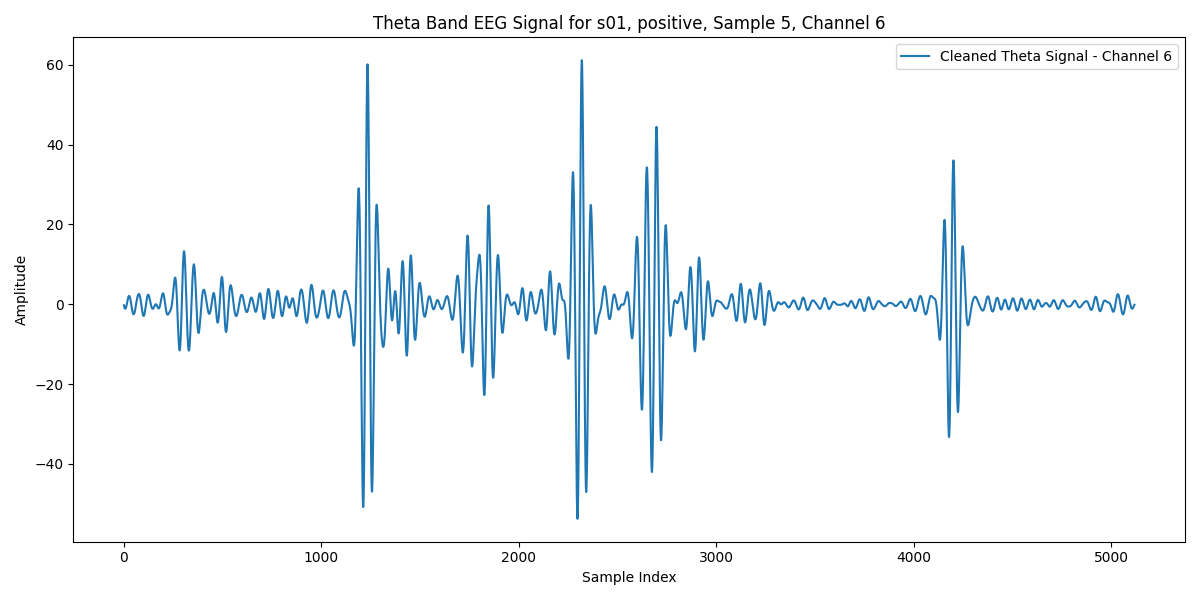 Theta Band EEG Signal for s01, positive, Sample 5, Channel 6
Cleaned Theta Signal - Channel 6
Amplitude
60
40
20
0
−20
−40
0 1000 2000 3000 4000 5000
Sample Index